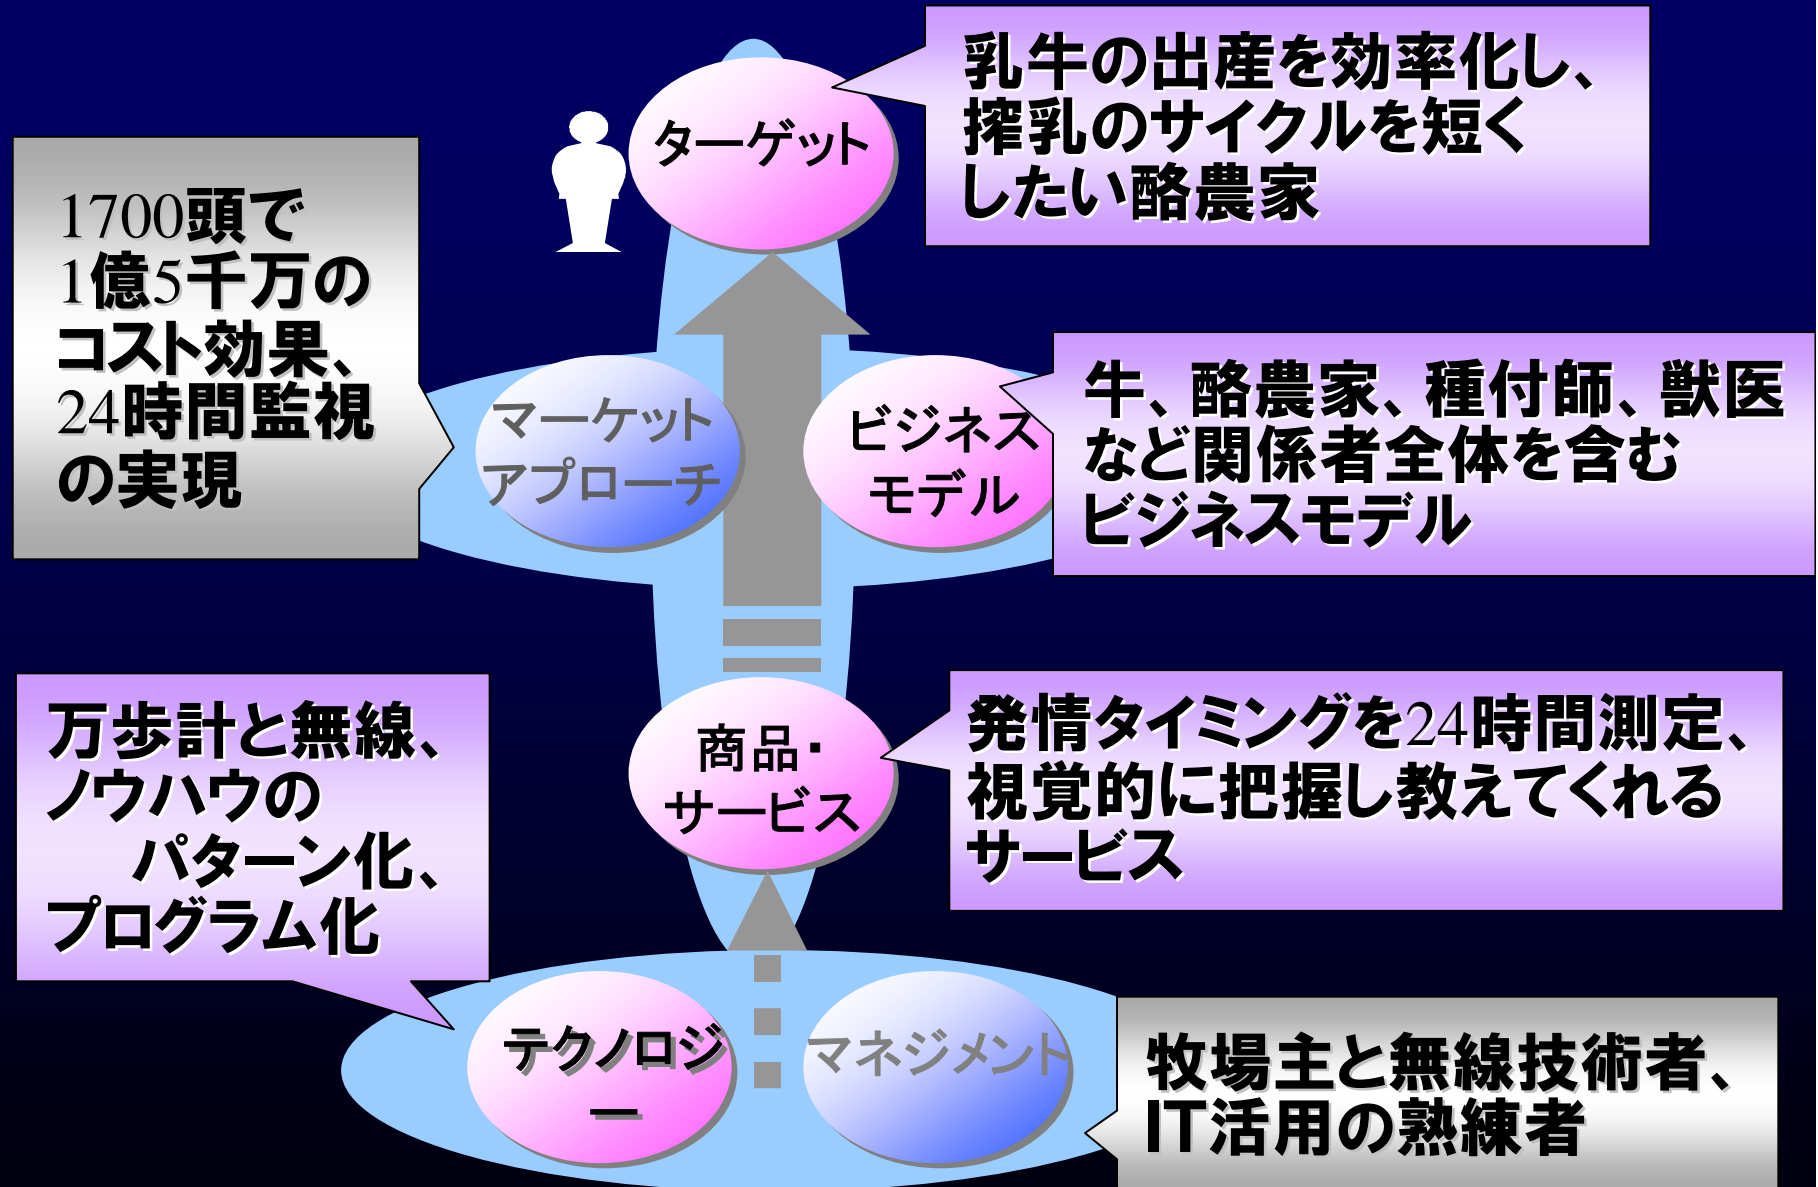 ターゲット
乳牛の出産を効率化し、
搾乳のサイクルを短く
したい酪農家
1700頭で
1億5千万の
コスト効果、
24時間監視
の実現
マーケット
アプローチ
ビジネス
モデル
牛、酪農家、種付師、獣医
など関係者全体を含む
ビジネスモデル
万歩計と無線、
ノウハウの
パターン化、
プログラム化
商品・
サービス
発情タイミングを24時間測定、
視覚的に把握し教えてくれる
サービス
テクノロジ
ー
マネジメント
牧場主と無線技術者、
IT活用の熟練者